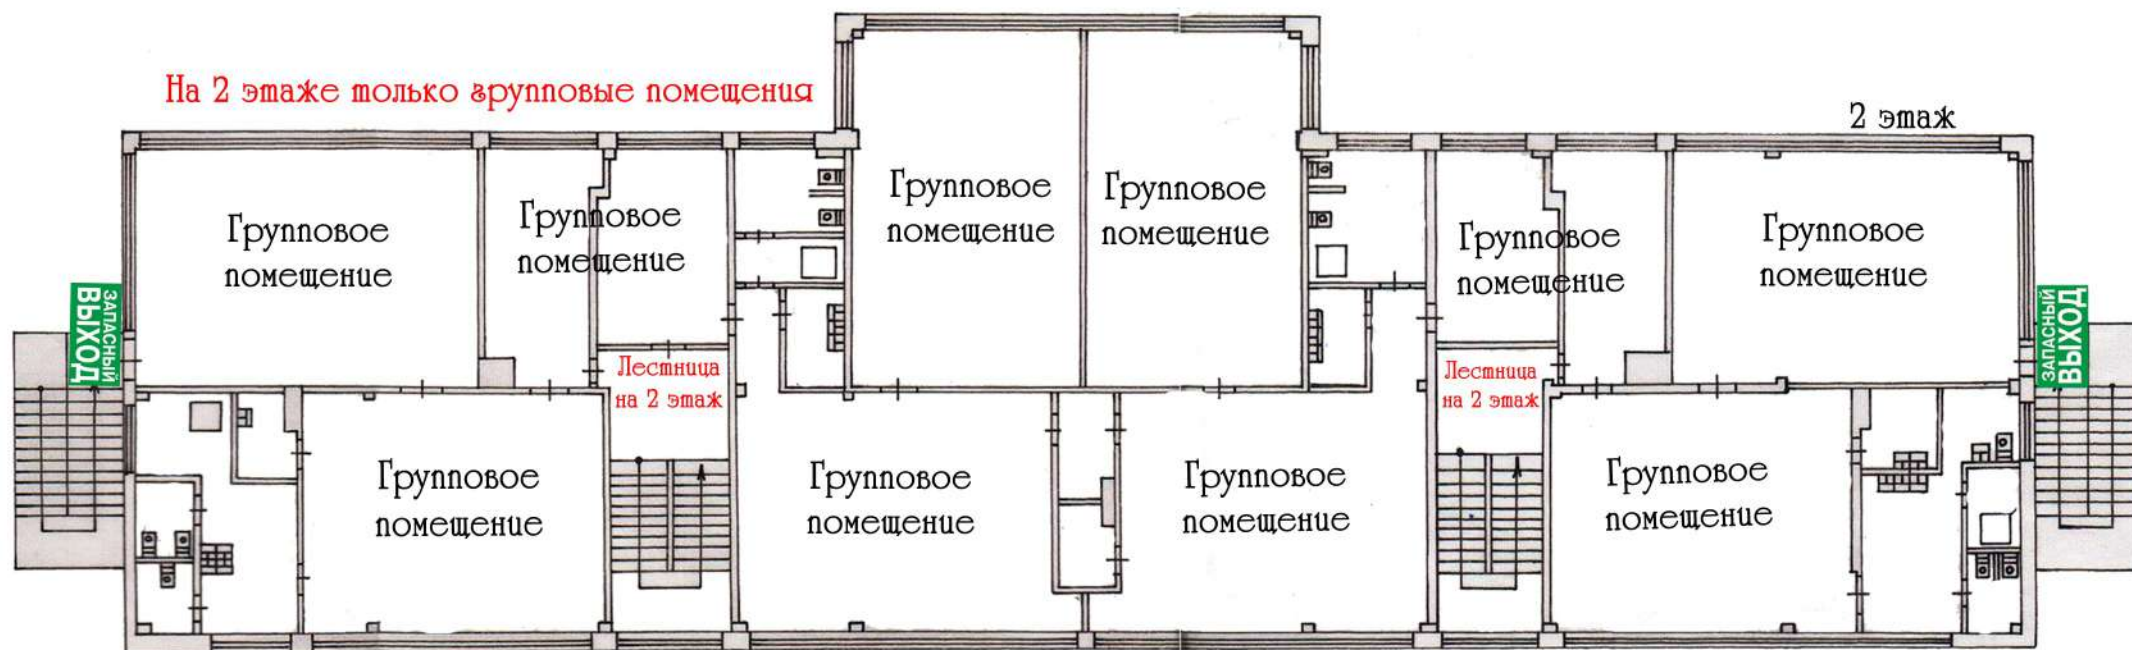 На 2 этаже только групповые помещения
2 этаж
Групповое
помещение
Групповое
помещение
Групповое
помещение
Групповое
помещение
Групповое
помещение
Групповое
помещение
ЗАПАСНЫЙ
ВЫХОД
ЗАПАСНЫЙ
ВЫХОД
Лестница
на 2 этаж
Лестница
на 2 этаж
Групповое
помещение
Групповое
помещение
Групповое
помещение
Групповое
помещение